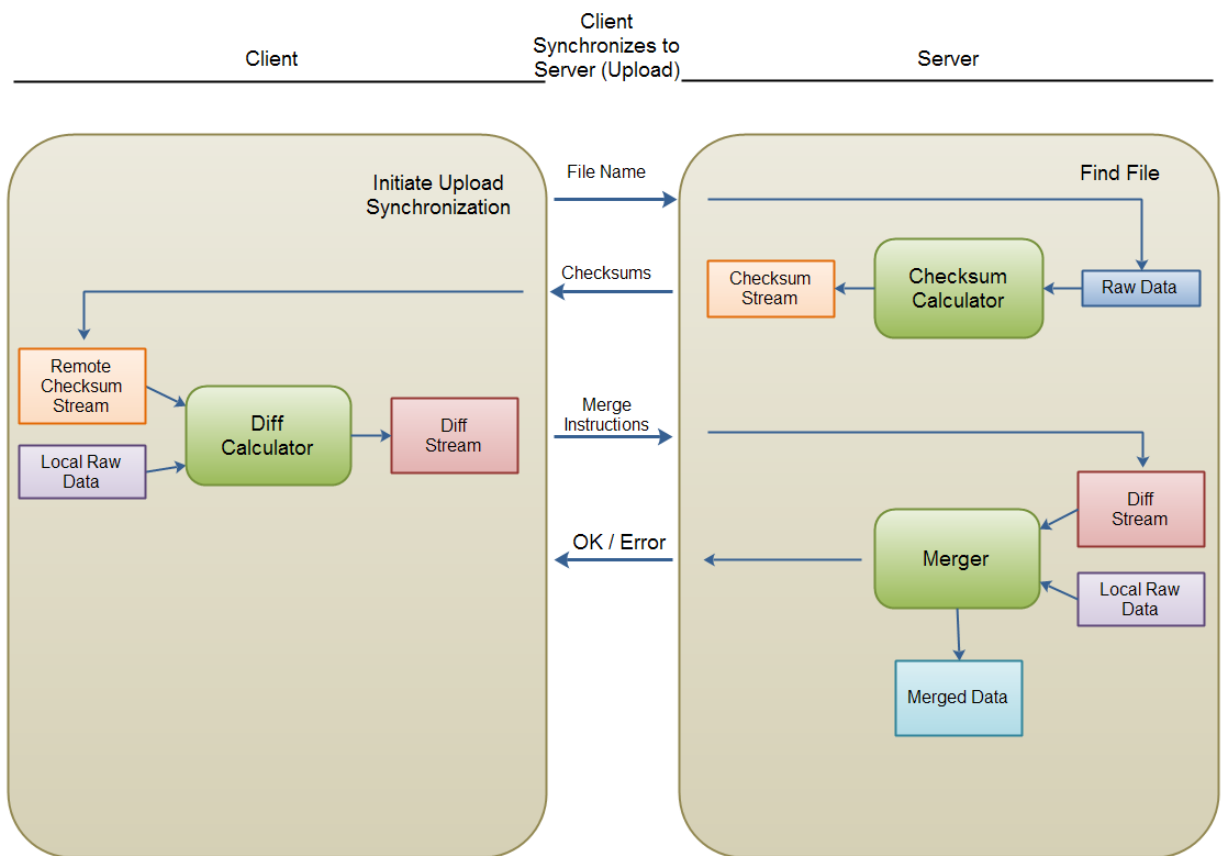 Client
Client
Synchronizes to
Server (Upload)
Server
Initiate Upload
Synchronization
File Name
Find File
Checksums
Checksum
Stream
Checksum
Calculator
Raw Data
Remote
Checksum
Stream
Local Raw
Data
Diff
Calculator
Diff
Stream
Merge
Instructions
Diff
Stream
OK / Error
Merger
Local Raw
Data
Merged Data